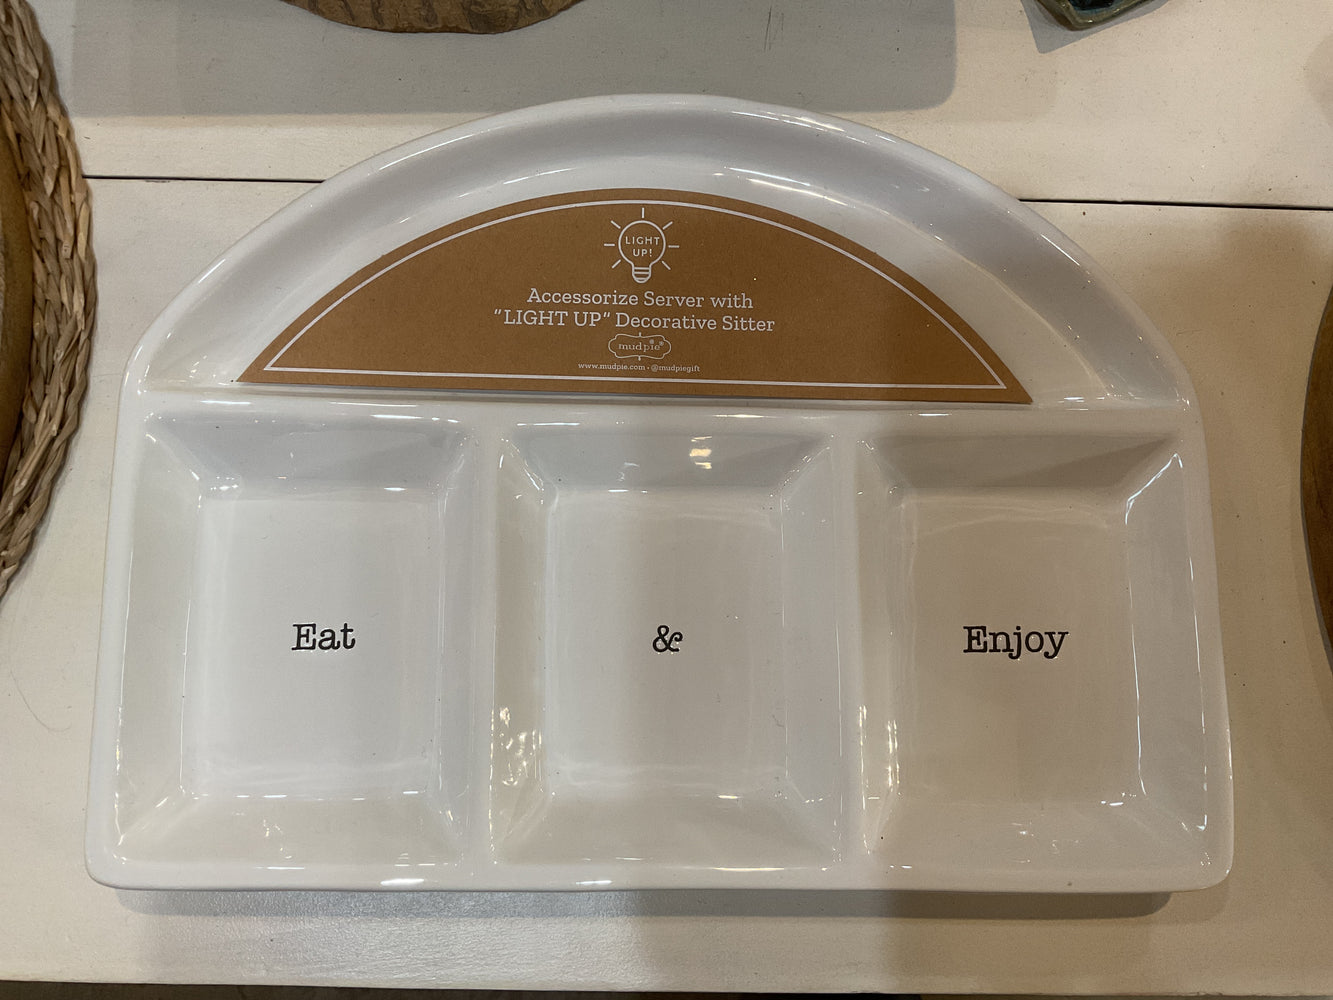 LIGHT
UP!
Accessorize Server with
"LIGHT UP" Decorative Sitter
mudpie®
www.mudpie.com • @mudpiegift
Eat & Enjoy